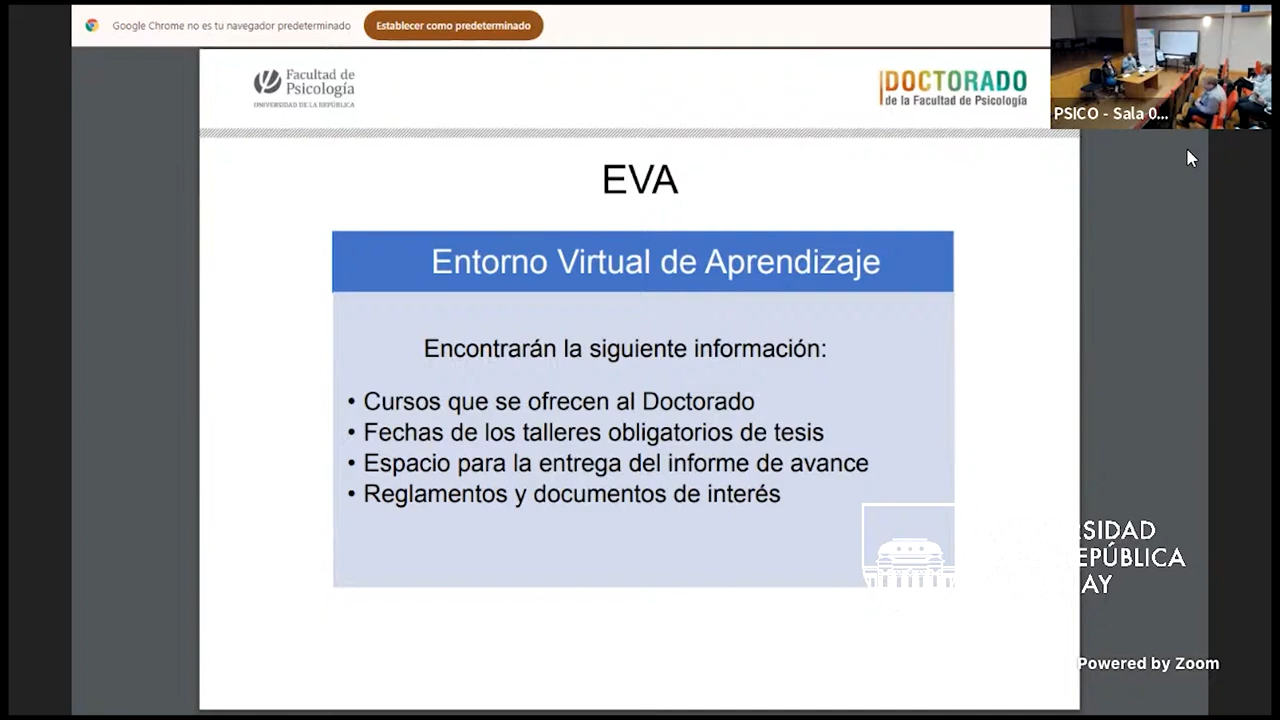 Google Chrome no es tu navegador predeterminado
Establecer como predeterminado
Facultad de
Psicología
UNIVERSIDAD DE LA REPÚBLICA
DOCTORADO
de la Facultad de Psicología
PSICO - Sala 0...
EVA
Entorno Virtual de Aprendizaje
Encontrarán la siguiente información:
• Cursos que se ofrecen al Doctorado
• Fechas de los talleres obligatorios de tesis
• Espacio para la entrega del informe de avance
• Reglamentos y documentos de interés
RSIDAD
EPÚBLICA
AY
Powered by Zoom